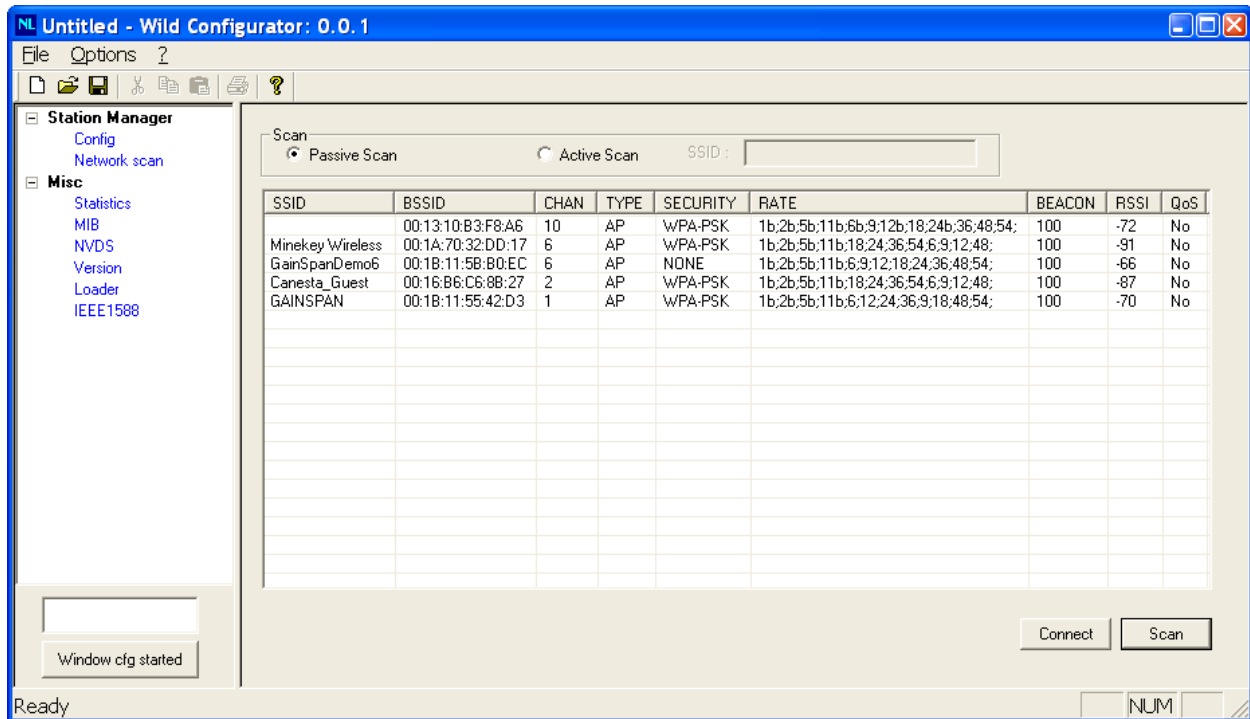 NL Untitled - Wild Configurator: 0.0.1
File Options ?
Station Manager
Config
Network scan
Misc
Statistics
MIB
NVDS
Version
Loader
IEEE1588
Window cfg started
Scan
Passive Scan Active Scan SSID :
SSID BSSID CHAN TYPE SECURITY RATE BEACON RSSI QoS
00:13:10:B3:F8:A6 10 AP WPA-PSK 1b;2b;5b;11b;6b;9;12b;18;24b;36;48;54; 100 -72 No
Minekey Wireless 00:1A:70:32:DD:17 6 AP WPA-PSK 1b;2b;5b;11b;18;24;36;54;6;9;12;48; 100 -91 No
GainSpanDemo6 00:1B:11:5B:B0:EC 6 AP NONE 1b;2b;5b;11b;6;9;12;18;24;36;48;54; 100 -66 No
Canesta_Guest 00:16:B6:C6:8B:27 2 AP WPA-PSK 1b;2b;5b;11b;18;24;36;54;6;9;12;48; 100 -87 No
GAINSPAN 00:1B:11:55:42:D3 1 AP WPA-PSK 1b;2b;5b;11b;6;12;24;36;9;18;48;54; 100 -70 No
Connect Scan
Ready NUM